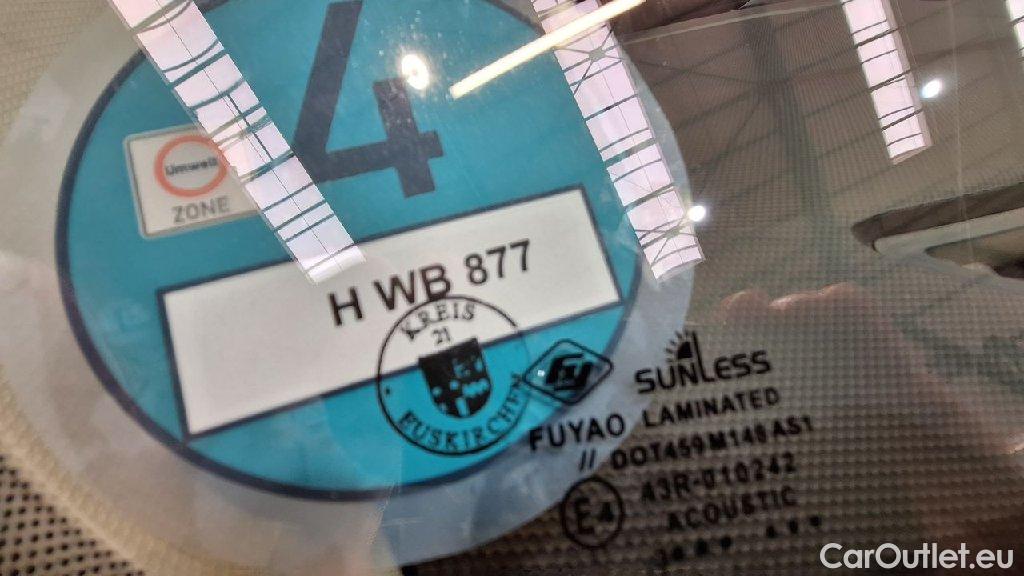 4
Umwelt
ZONE
H WB 877
KREIS
21
EUSKIRCHEN
FY
SUNLESS
FUYAO LAMINATED
// DOT459 M148 AS1
E4 43R-010242
ACOUSTIC
CarOutlet.eu